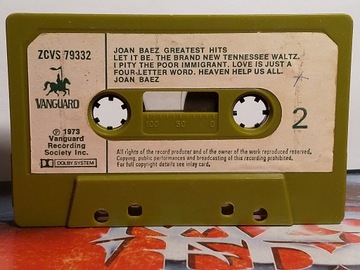 ZCVS 79332
JOAN BAEZ GREATEST HITS
LET IT BE. THE BRAND NEW TENNESSEE WALTZ.
I PITY THE POOR IMMIGRANT. LOVE IS JUST A
FOUR-LETTER WORD. HEAVEN HELP US ALL.
JOAN BAEZ
VANGUARD
100 50 0
2
℗ 1973
Vanguard
Recording
Society Inc.
DOLBY SYSTEM
All rights of the record producer and of the owner of the work reproduced reserved.
Copying, public performances and broadcasting of this recording prohibited.
For full copyright details see inlay card.